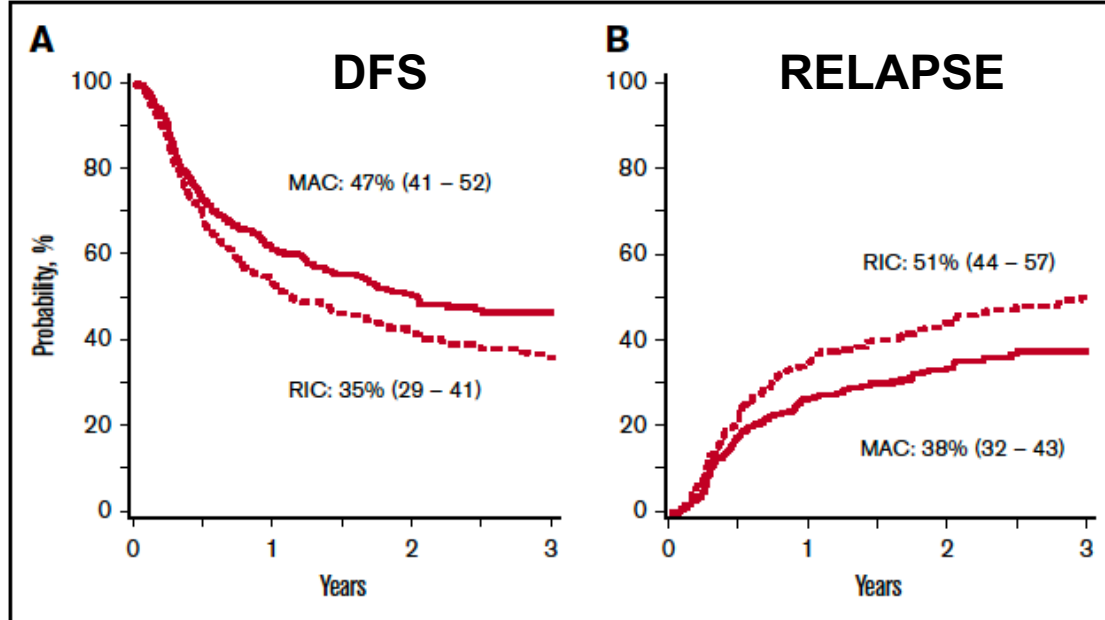 A
DFS
100
80
60
40
20
0
Probability, %
MAC: 47% (41 – 52)
RIC: 35% (29 – 41)
0 1 2 3
Years
B
RELAPSE
100
80
60
40
20
0
RIC: 51% (44 – 57)
MAC: 38% (32 – 43)
0 1 2 3
Years